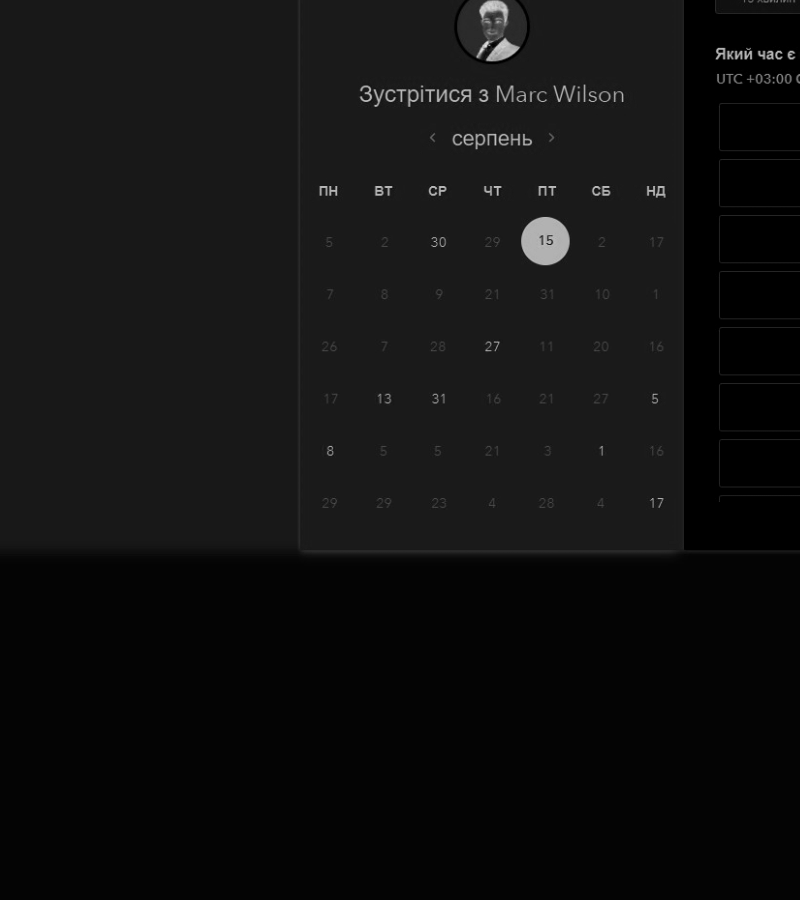 Зустрітися з Marc Wilson
серпень
ПН ВТ СР ЧТ ПТ СБ НД
5 2 30 29 15 2 17
7 8 9 21 31 10 1
26 7 28 27 11 20 16
17 13 31 16 21 27 5
8 5 5 21 3 1 16
29 29 23 4 28 4 17
Який час є
UTC +03:00